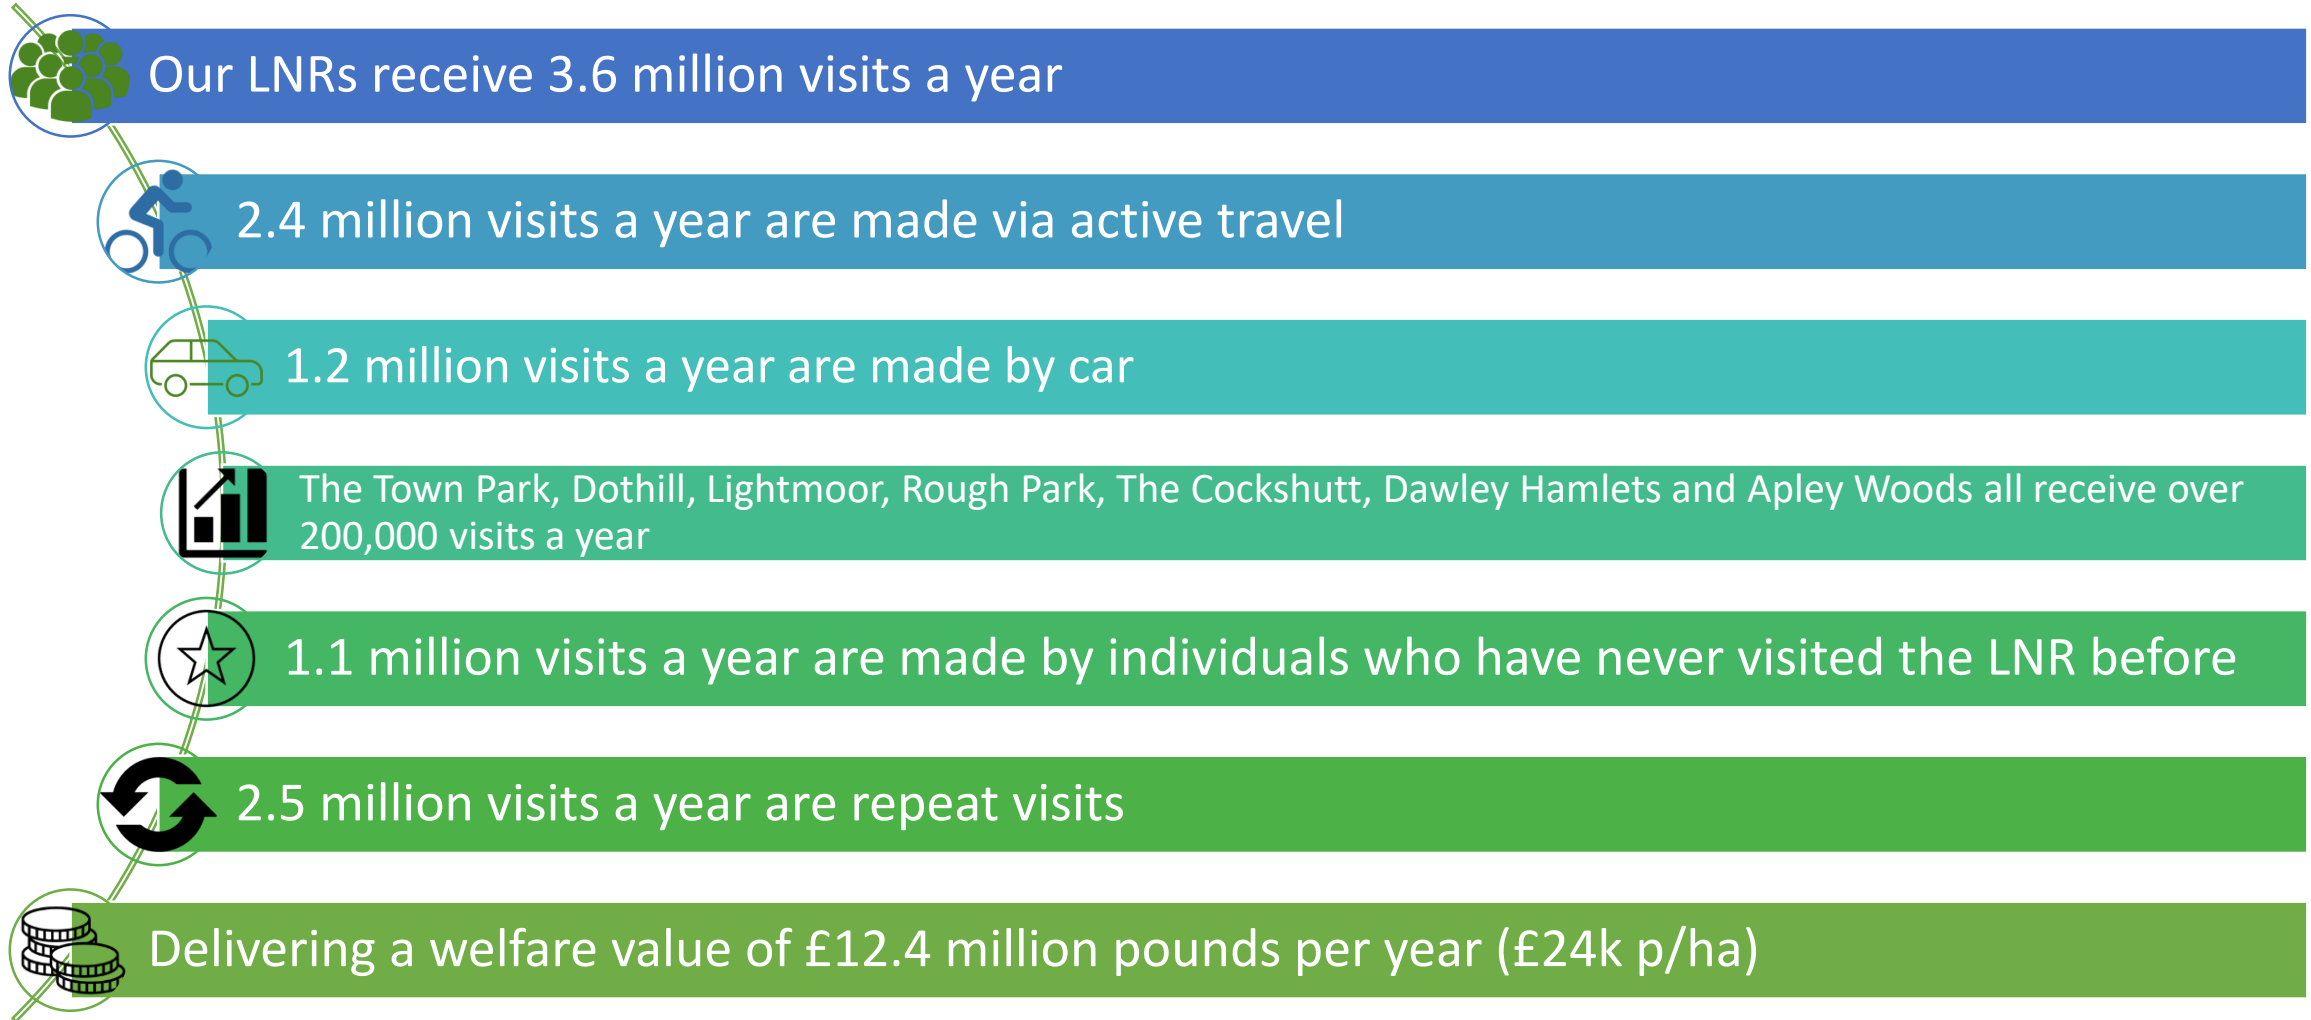 Our LNRs receive 3.6 million visits a year
2.4 million visits a year are made via active travel
1.2 million visits a year are made by car
The Town Park, Dothill, Lightmoor, Rough Park, The Cockshutt, Dawley Hamlets and Apley Woods all receive over
200,000 visits a year
1.1 million visits a year are made by individuals who have never visited the LNR before
2.5 million visits a year are repeat visits
Delivering a welfare value of £12.4 million pounds per year (£24k p/ha)